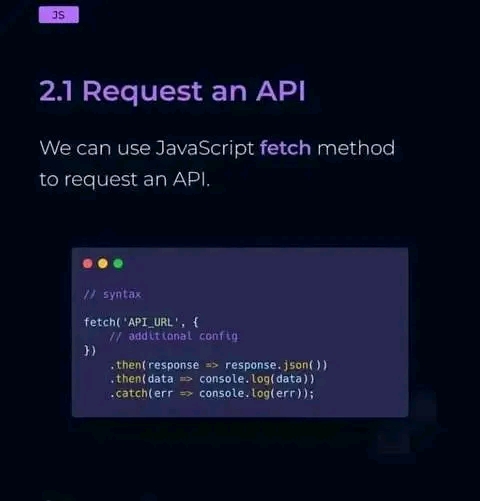 JS
2.1 Request an API
We can use JavaScript fetch method
to request an API.
// syntax
fetch('API_URL', {
    // additional config
})
    .then(response => response.json())
    .then(data => console.log(data))
    .catch(err => console.log(err));